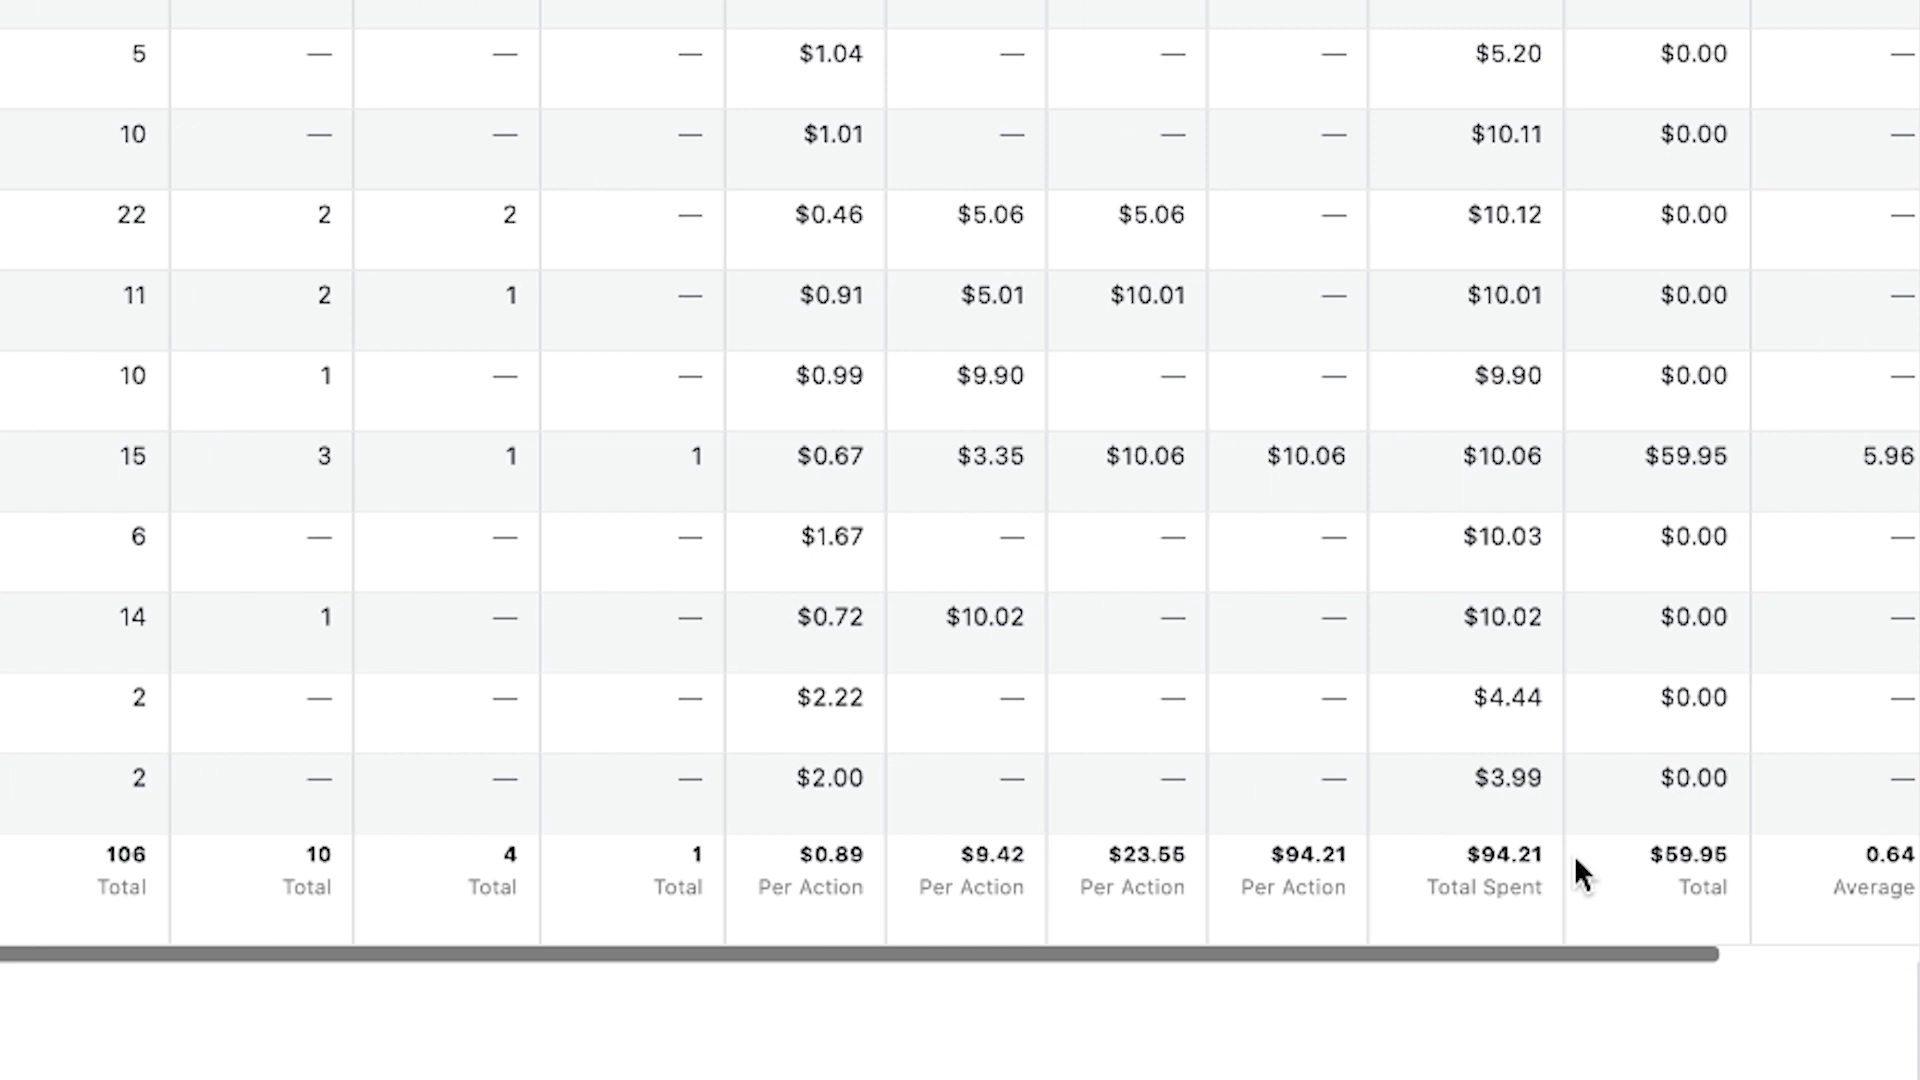 5 — — — $1.04 — — — $5.20 $0.00 —
10 — — — $1.01 — — — $10.11 $0.00 —
22 2 2 — $0.46 $5.06 $5.06 — $10.12 $0.00 —
11 2 1 — $0.91 $5.01 $10.01 — $10.01 $0.00 —
10 1 — — $0.99 $9.90 — — $9.90 $0.00 —
15 3 1 1 $0.67 $3.35 $10.06 $10.06 $10.06 $59.95 5.96
6 — — — $1.67 — — — $10.03 $0.00 —
14 1 — — $0.72 $10.02 — — $10.02 $0.00 —
2 — — — $2.22 — — — $4.44 $0.00 —
2 — — — $2.00 — — — $3.99 $0.00 —
106 10 4 1 $0.89 $9.42 $23.55 $94.21 $94.21 $59.95 0.64
Total Total Total Total Per Action Per Action Per Action Per Action Total Spent Total Average